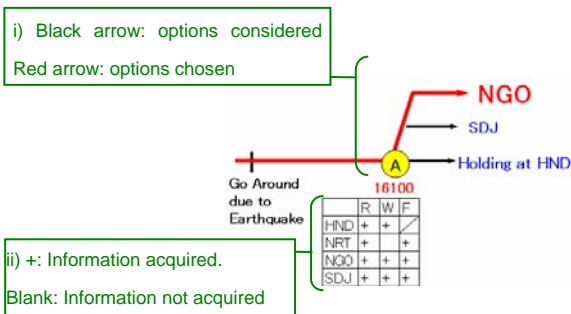 i) Black arrow: options considered
Red arrow: options chosen
NGO
SDJ
A
Holding at HND
Go Around
due to
Earthquake
16100
R W F
HND + +
NRT + +
NGO + + +
SDJ + + +
ii) +: Information acquired.
Blank: Information not acquired